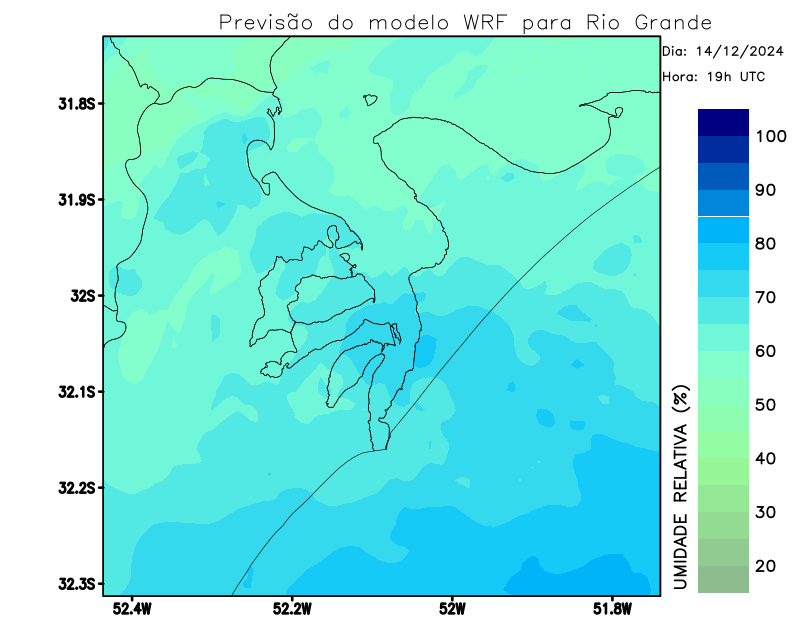 Previsão do modelo WRF para Rio Grande
Dia: 14/12/2024
Hora: 19h UTC
31.8S
31.9S
32S
32.1S
32.2S
32.3S
52.4W
52.2W
52W
51.8W
100
90
80
70
60
50
40
30
20
UMIDADE RELATIVA (%)